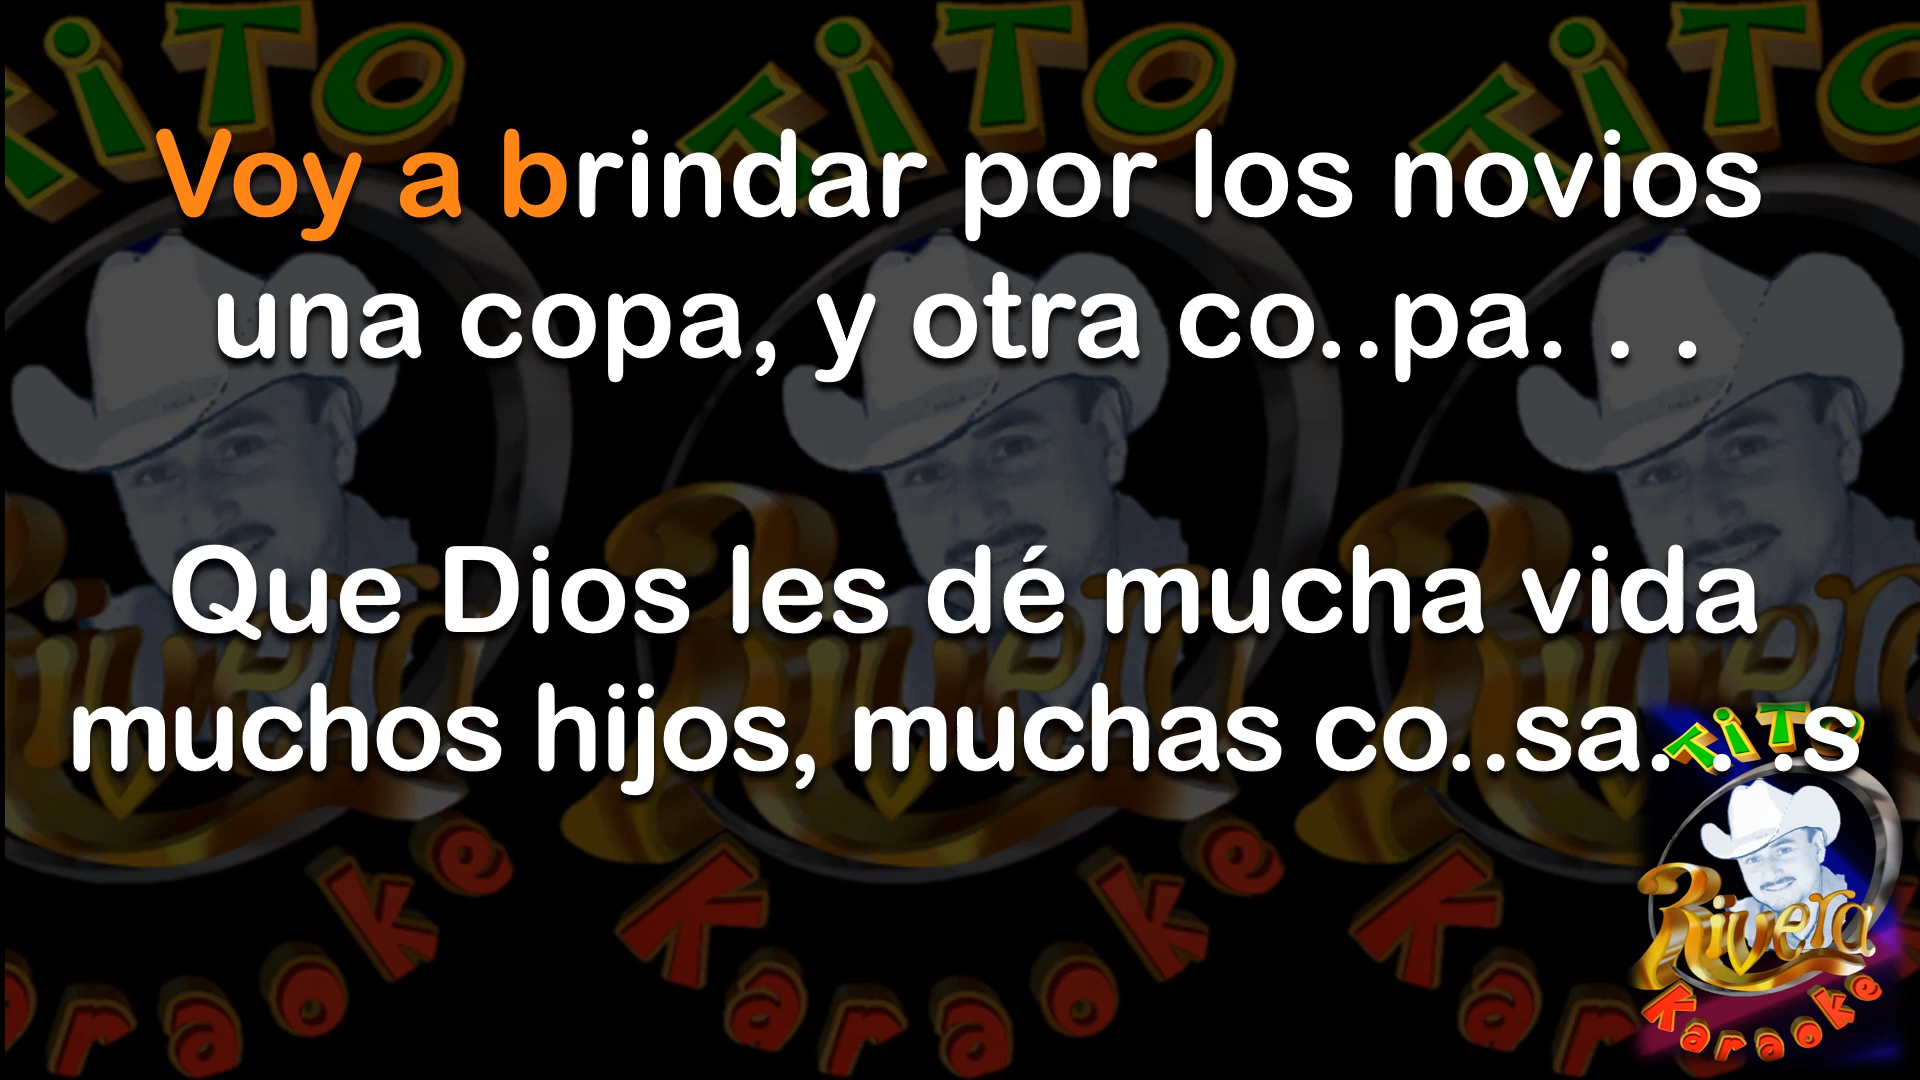 Voy a brindar por los novios
una copa, y otra co..pa. . .
Que Dios les dé mucha vida
muchos hijos, muchas co..sa. . .s
TiTO
Rivera
Karaoke